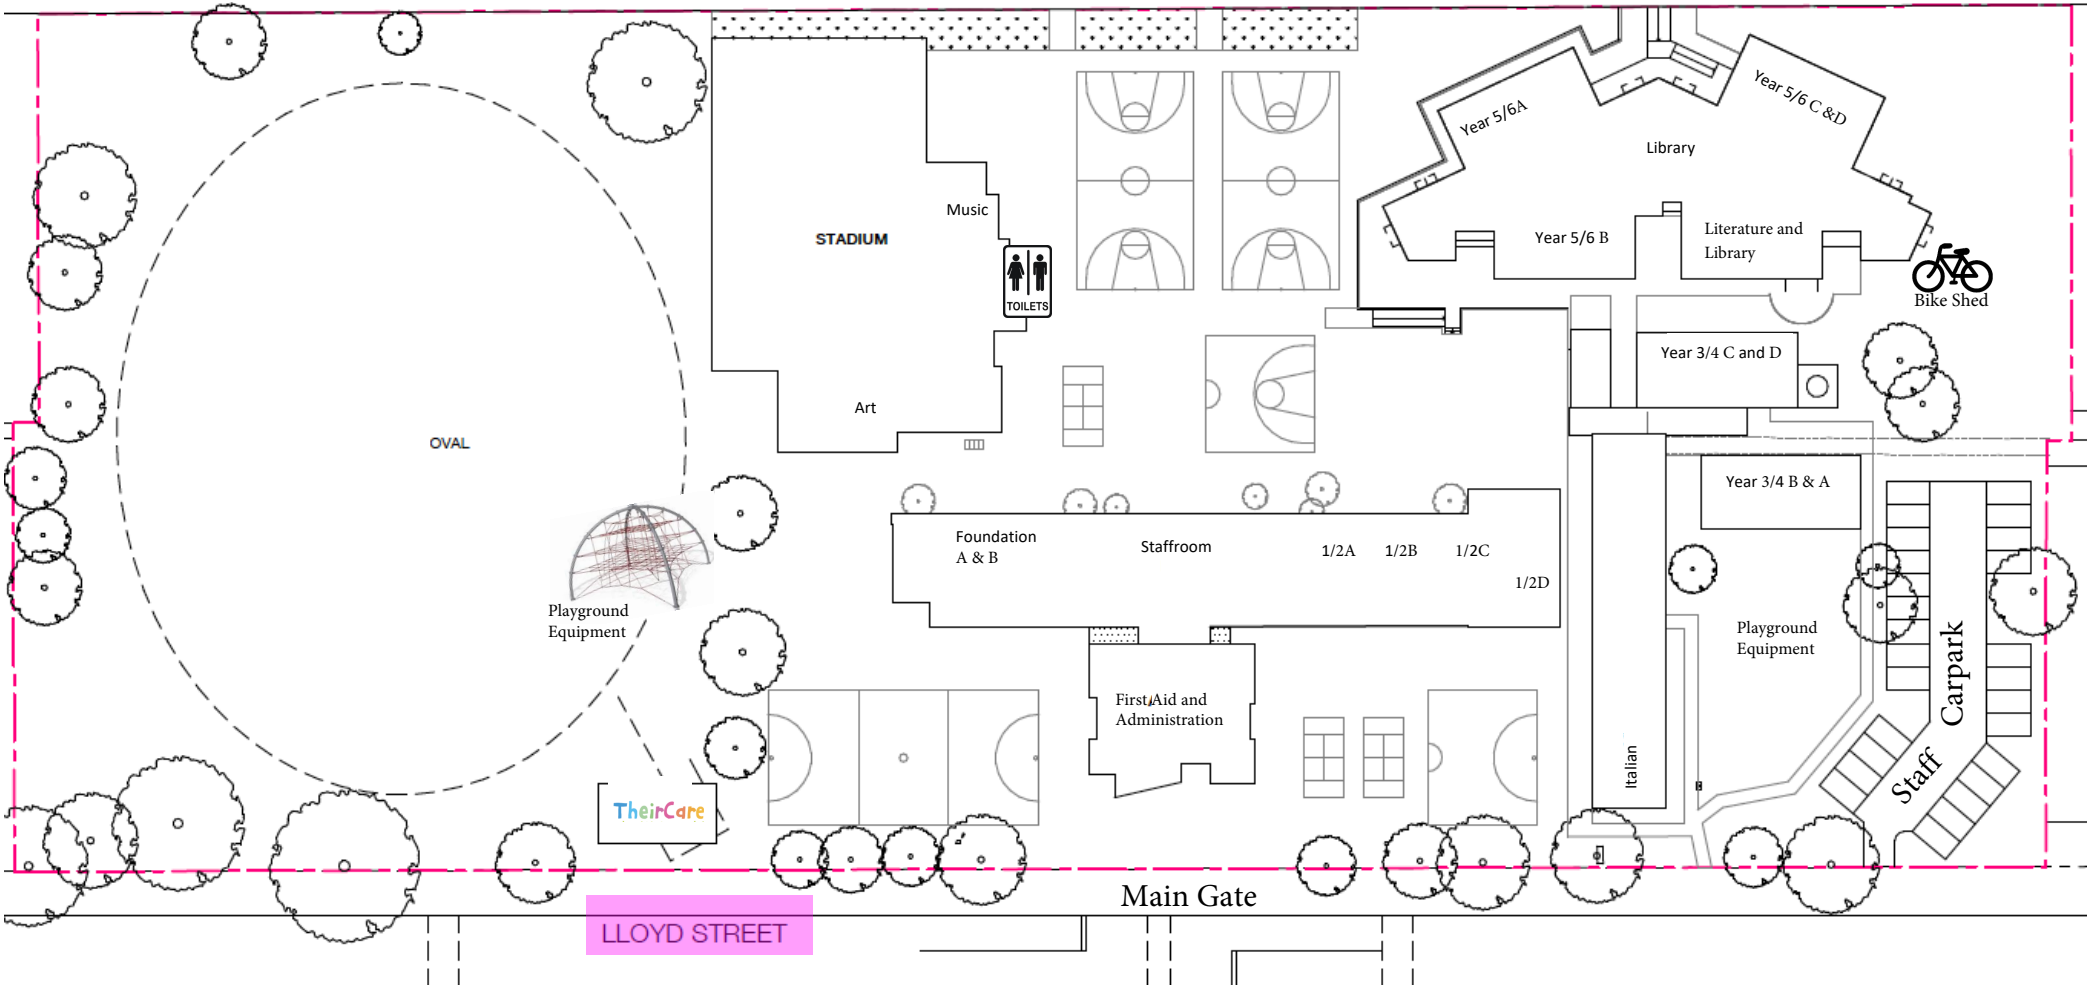 Year 5/6A
Year 5/6 C &D
Library
Music
STADIUM
Year 5/6 B
Literature and
Library
TOILETS
Bike Shed
Year 3/4 C and D
Art
OVAL
Year 3/4 B & A
Foundation
A & B
Staffroom
1/2A
1/2B
1/2C
1/2D
Playground
Equipment
Playground
Equipment
First Aid and
Administration
Italian
Staff Carpark
TheirCare
Main Gate
LLOYD STREET